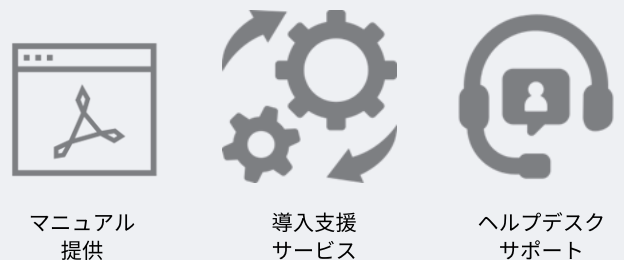 マニュアル
提供
導入支援
サービス
ヘルプデスク
サポート